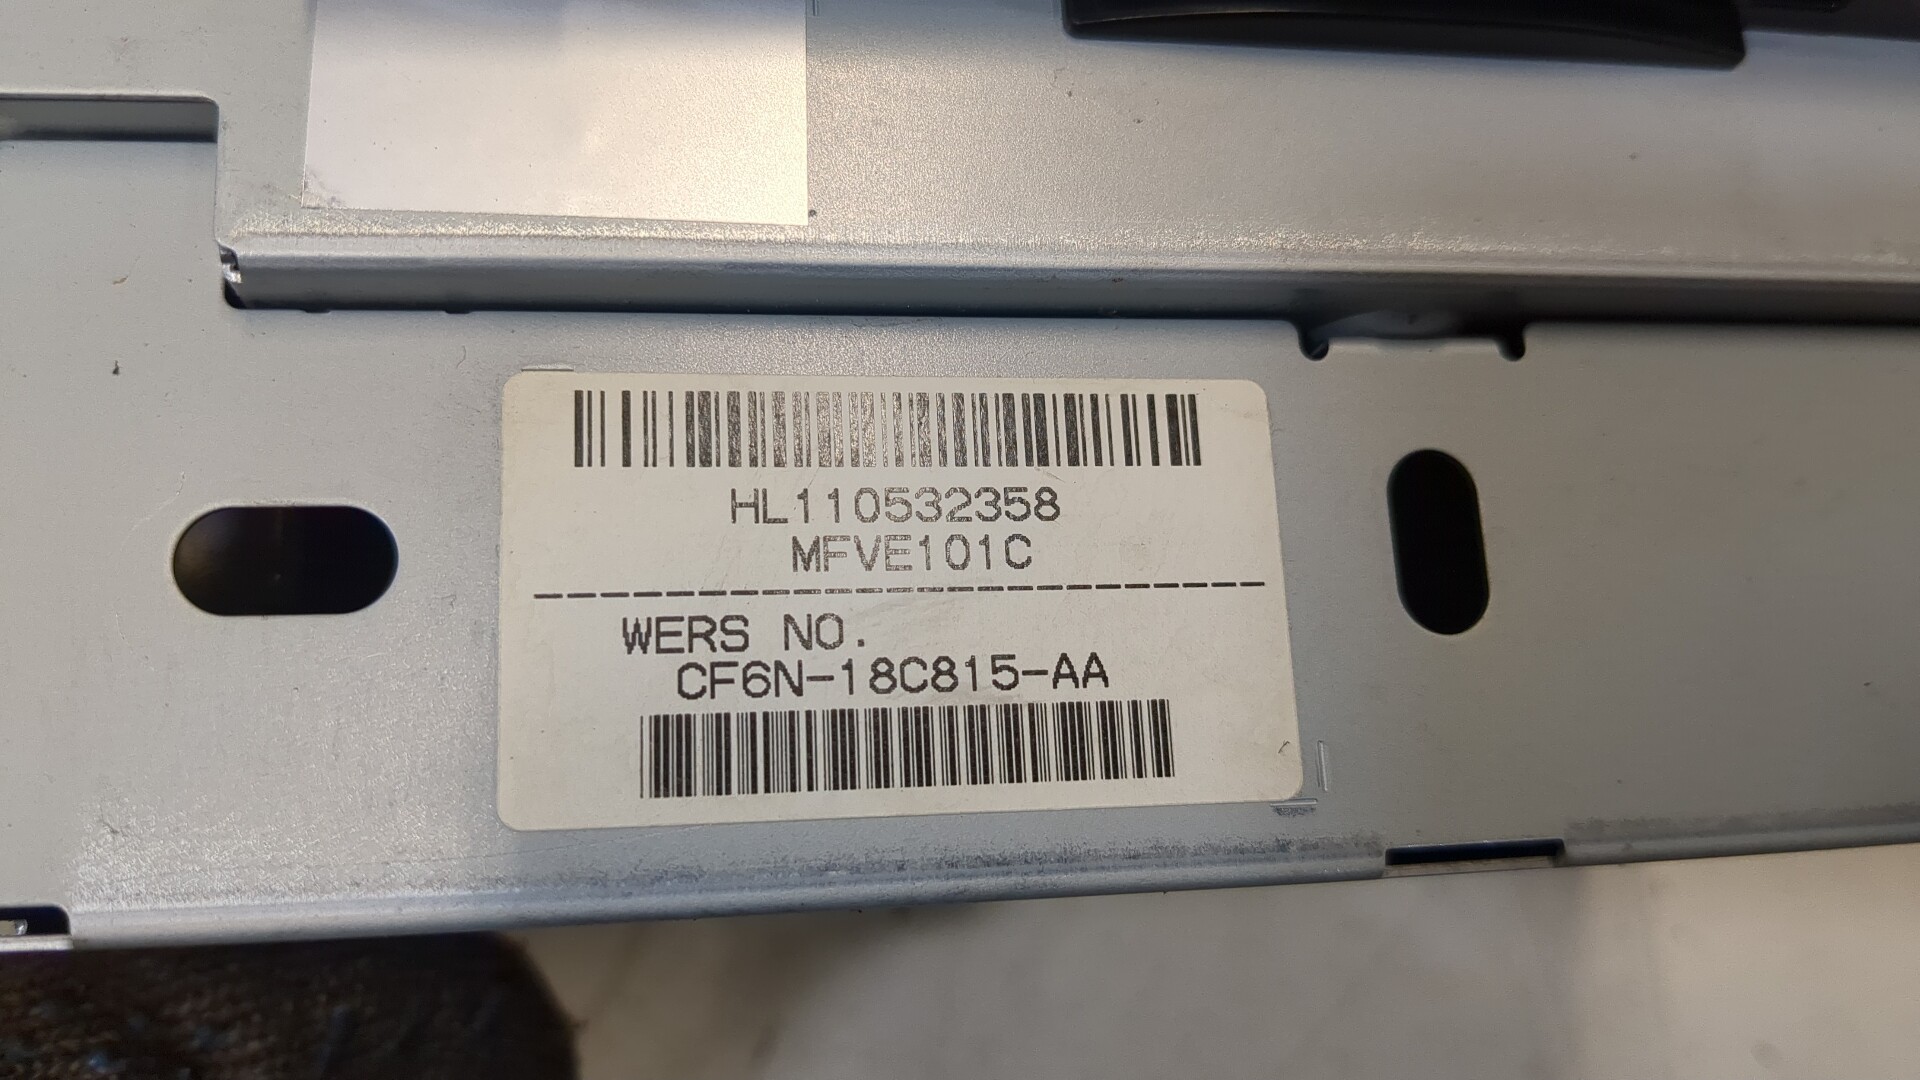 HL110532358
MFVE101C
WERS NO.
CF6N-18C815-AA